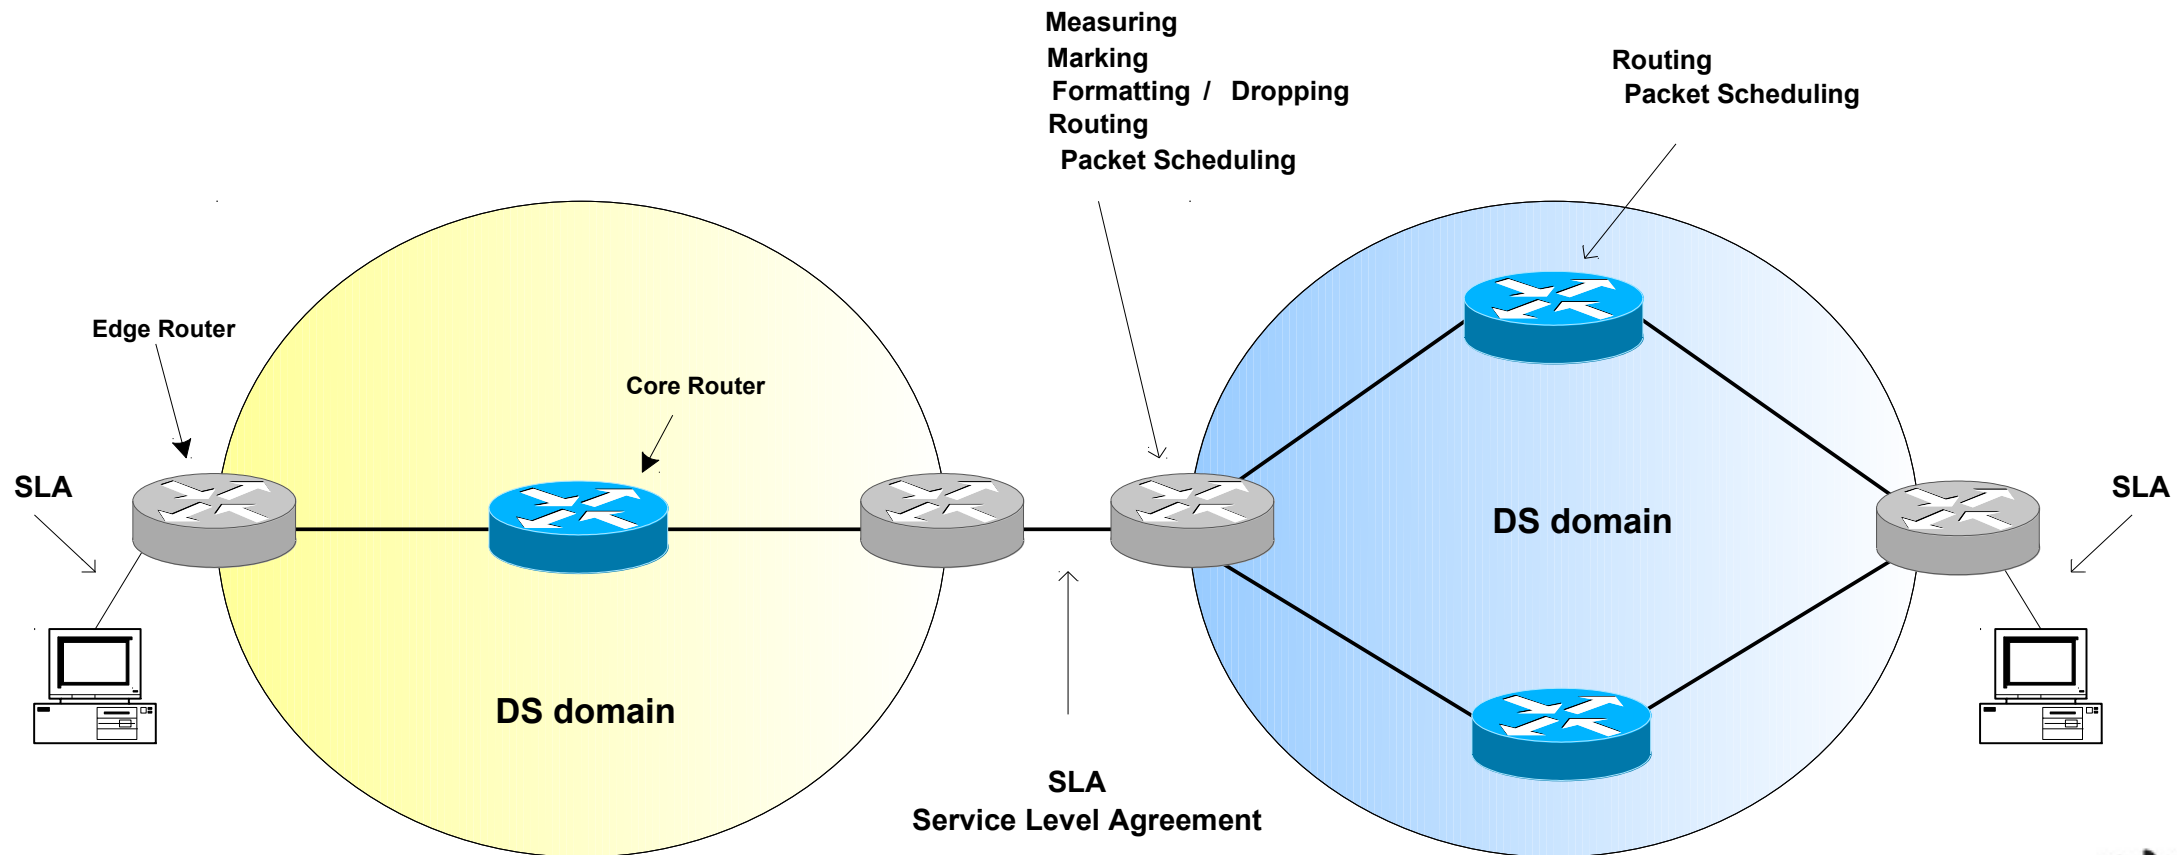 Measuring
Marking
Formatting / Dropping
Routing
Packet Scheduling
Routing
Packet Scheduling
Edge Router
Core Router
SLA
SLA
DS domain
DS domain
SLA
Service Level Agreement